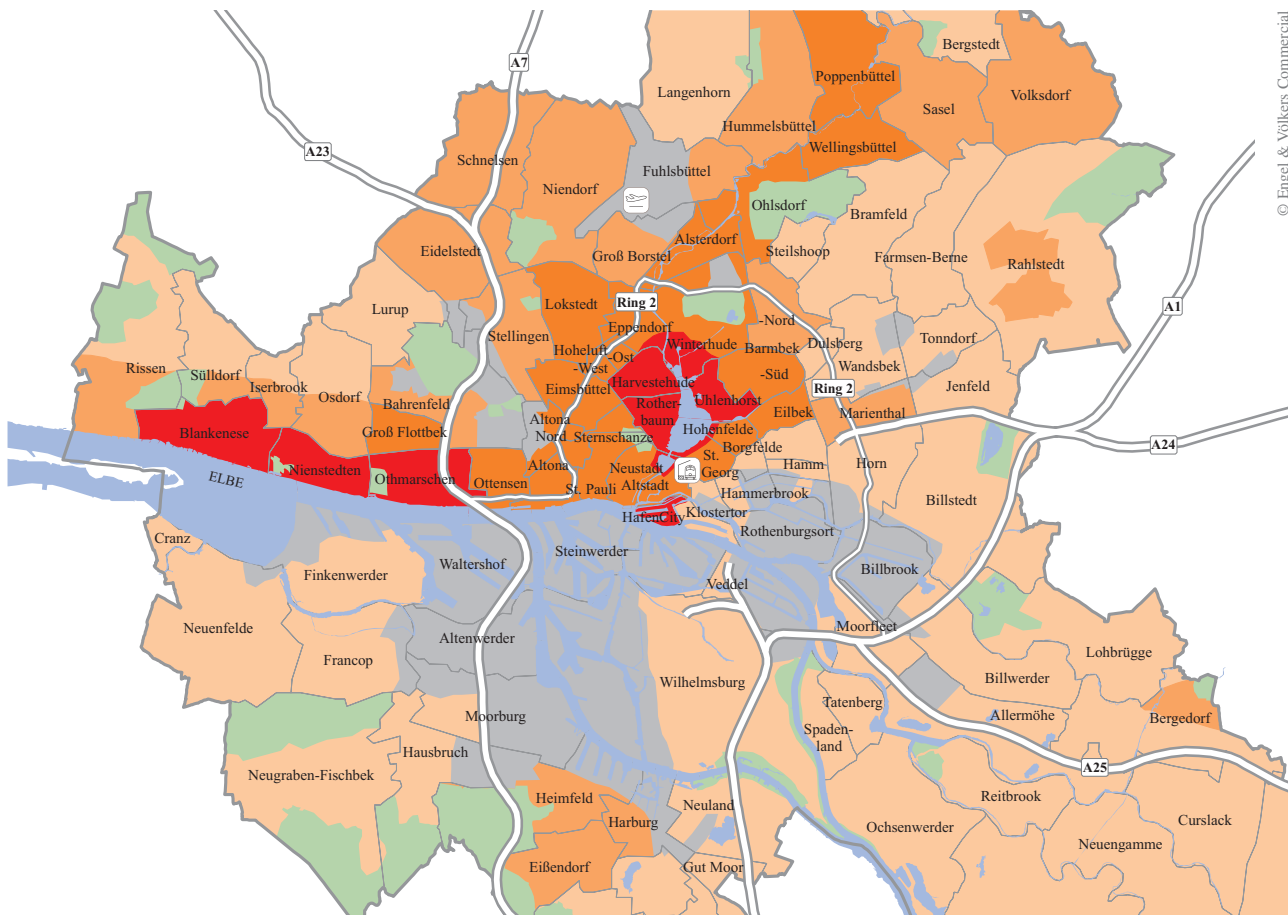 © Engel & Völkers Commercial
Bergstedt
A7
Poppenbüttel
Langenhorn
Volksdorf
Sasel
Hummelsbüttel
A23
Wellingsbüttel
Schnelsen
Fuhlsbüttel
Niendorf
Ohlsdorf
Bramfeld
Alsterdorf
Eidelstedt
Steilshoop
Groß Borstel
Farmsen-Berne
Rahlstedt
Ring 2
Lokstedt
A1
Lurup
-Nord
Eppendorf
Stellingen
Winterhude
Dulsberg
Tonndorf
Hoheluft
-Ost
Barmbek
Rissen
-West
Wandsbek
Sülldorf
-Süd
Iserbrook
Harvestehude
Jenfeld
Eimsbüttel
Ring 2
Osdorf
Uhlenhorst
Bahrenfeld
Rother-
baum
Eilbek
Marienthal
Altona
Nord
Blankenese
Groß Flottbek
Hohenfelde
Sternschanze
A24
Borgfelde
St.
Georg
Nienstedten
Altona
Neustadt
Hamm
Horn
ELBE
Othmarschen
Ottensen
St. Pauli
Altstadt
Hammerbrook
Billstedt
HafenCity
Klostertor
Rothenburgsort
Cranz
Steinwerder
Waltershof
Billbrook
Finkenwerder
Veddel
Neuenfelde
Moorfleet
Altenwerder
Lohbrügge
Francop
Billwerder
Wilhelmsburg
Tatenberg
Moorburg
Allermöhe
Bergedorf
Spaden-
land
Hausbruch
A25
Neugraben-Fischbek
Heimfeld
Reitbrook
Neuland
Harburg
Curslack
Ochsenwerder
Neuengamme
Eißendorf
Gut Moor